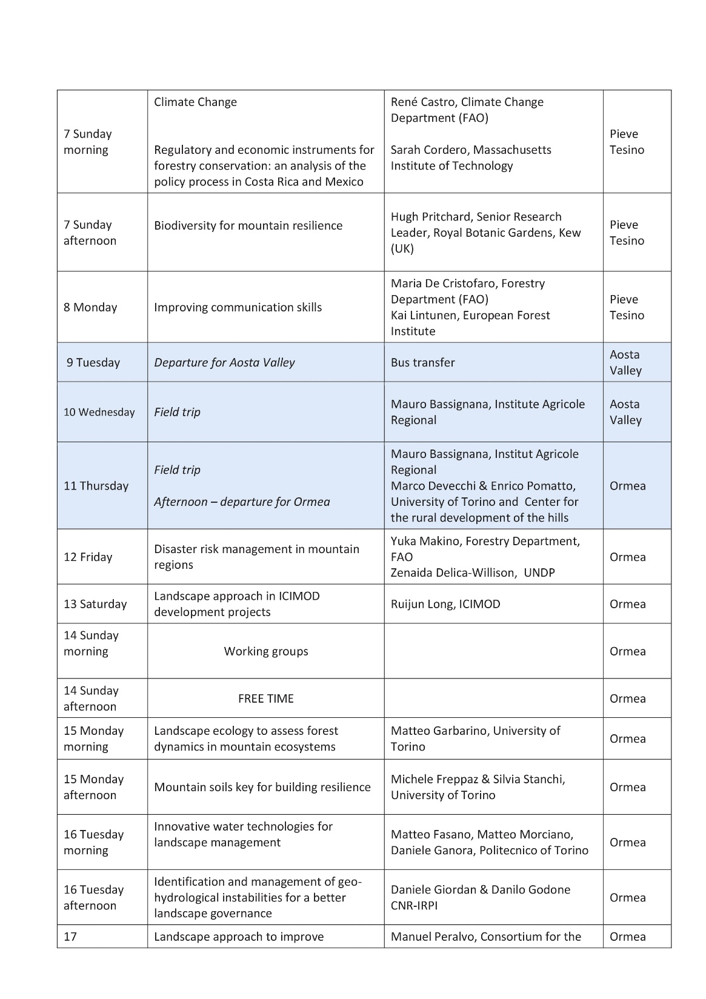 7 Sunday
morning
Climate Change
Regulatory and economic instruments for
forestry conservation: an analysis of the
policy process in Costa Rica and Mexico
René Castro, Climate Change
Department (FAO)
Sarah Cordero, Massachusetts
Institute of Technology
Pieve
Tesino
7 Sunday
afternoon
Biodiversity for mountain resilience
Hugh Pritchard, Senior Research
Leader, Royal Botanic Gardens, Kew
(UK)
Pieve
Tesino
8 Monday
Improving communication skills
Maria De Cristofaro, Forestry
Department (FAO)
Kai Lintunen, European Forest
Institute
Pieve
Tesino
9 Tuesday
Departure for Aosta Valley
Bus transfer
Aosta
Valley
10 Wednesday
Field trip
Mauro Bassignana, Institute Agricole
Regional
Aosta
Valley
11 Thursday
Field trip
Afternoon – departure for Ormea
Mauro Bassignana, Institut Agricole
Regional
Marco Devecchi & Enrico Pomatto,
University of Torino and  Center for
the rural development of the hills
Ormea
12 Friday
Disaster risk management in mountain
regions
Yuka Makino, Forestry Department,
FAO
Zenaida Delica-Willison,  UNDP
Ormea
13 Saturday
Landscape approach in ICIMOD
development projects
Ruijun Long, ICIMOD
Ormea
14 Sunday
morning
Working groups
Ormea
14 Sunday
afternoon
FREE TIME
Ormea
15 Monday
morning
Landscape ecology to assess forest
dynamics in mountain ecosystems
Matteo Garbarino, University of
Torino
Ormea
15 Monday
afternoon
Mountain soils key for building resilience
Michele Freppaz & Silvia Stanchi,
University of Torino
Ormea
16 Tuesday
morning
Innovative water technologies for
landscape management
Matteo Fasano, Matteo Morciano,
Daniele Ganora, Politecnico of Torino
Ormea
16 Tuesday
afternoon
Identification and management of geo-
hydrological instabilities for a better
landscape governance
Daniele Giordan & Danilo Godone
CNR-IRPI
Ormea
17
Landscape approach to improve
Manuel Peralvo, Consortium for the
Ormea